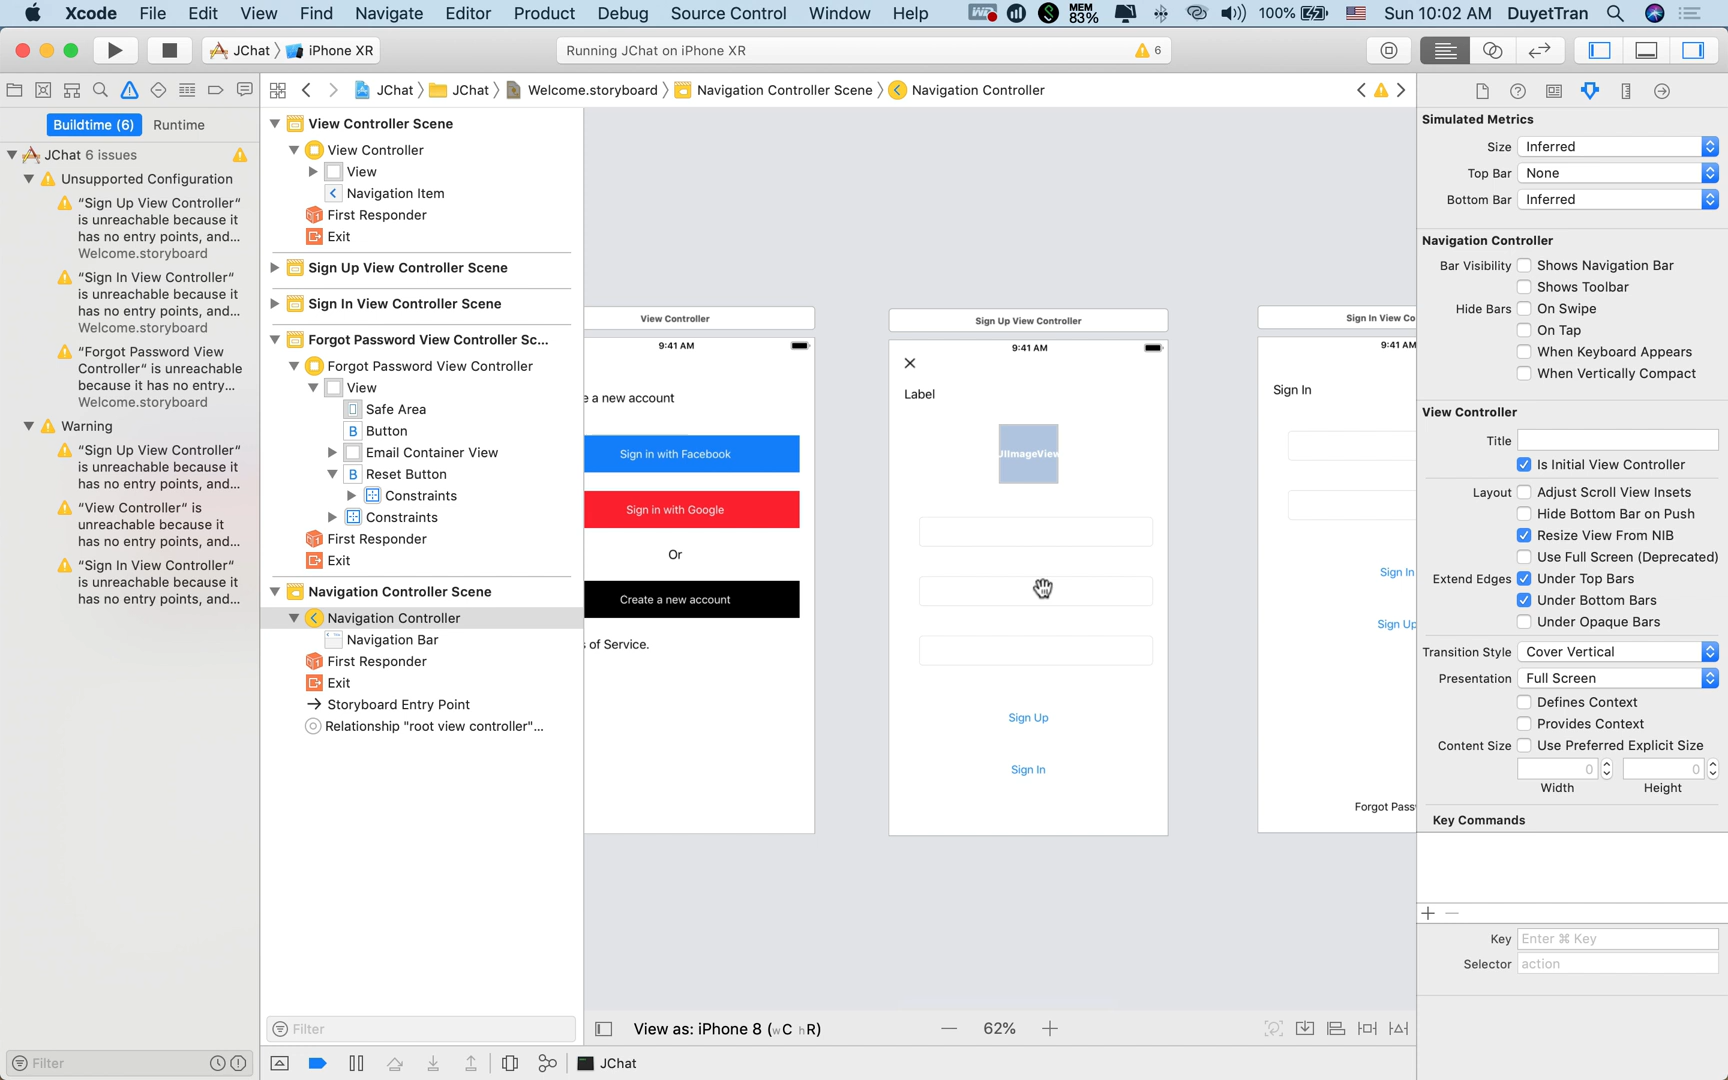 Xcode File Edit View Find Navigate Editor Product Debug Source Control Window Help MEM 83% 100% Sun 10:02 AM DuyetTran
JChat iPhone XR
Running JChat on iPhone XR
6
JChat JChat Welcome.storyboard Navigation Controller Scene Navigation Controller
Buildtime (6) Runtime
JChat 6 issues
Unsupported Configuration
“Sign Up View Controller“
is unreachable because it
has no entry points, and...
Welcome.storyboard
“Sign In View Controller“
is unreachable because it
has no entry points, and...
Welcome.storyboard
“Forgot Password View
Controller“ is unreachable
because it has no entry...
Welcome.storyboard
Warning
“Sign Up View Controller“
is unreachable because it
has no entry points, and...
“View Controller“ is
unreachable because it
has no entry points, and...
“Sign In View Controller“
is unreachable because it
has no entry points, and...
Filter
View Controller Scene
View Controller
View
Navigation Item
First Responder
Exit
Sign Up View Controller Scene
Sign In View Controller Scene
Forgot Password View Controller Sc...
Forgot Password View Controller
View
Safe Area
B Button
Email Container View
B Reset Button
Constraints
Constraints
First Responder
Exit
Navigation Controller Scene
Navigation Controller
Navigation Bar
First Responder
Exit
Storyboard Entry Point
Relationship "root view controller"...
Filter
View Controller
9:41 AM
e a new account
Sign in with Facebook
Sign in with Google
Or
Create a new account
s of Service.
Sign Up View Controller
9:41 AM
Label
UIImageView
Sign Up
Sign In
Sign In View Co
9:41 AM
Sign In
Sign In
Sign Up
Forgot Pass
View as: iPhone 8 (wC hR)
62%
JChat
Simulated Metrics
Size Inferred
Top Bar None
Bottom Bar Inferred
Navigation Controller
Bar Visibility Shows Navigation Bar
Shows Toolbar
Hide Bars On Swipe
On Tap
When Keyboard Appears
When Vertically Compact
View Controller
Title
Is Initial View Controller
Layout Adjust Scroll View Insets
Hide Bottom Bar on Push
Resize View From NIB
Use Full Screen (Deprecated)
Extend Edges Under Top Bars
Under Bottom Bars
Under Opaque Bars
Transition Style Cover Vertical
Presentation Full Screen
Defines Context
Provides Context
Content Size Use Preferred Explicit Size
0 0
Width Height
Key Commands
Key Enter ⌘ Key
Selector action